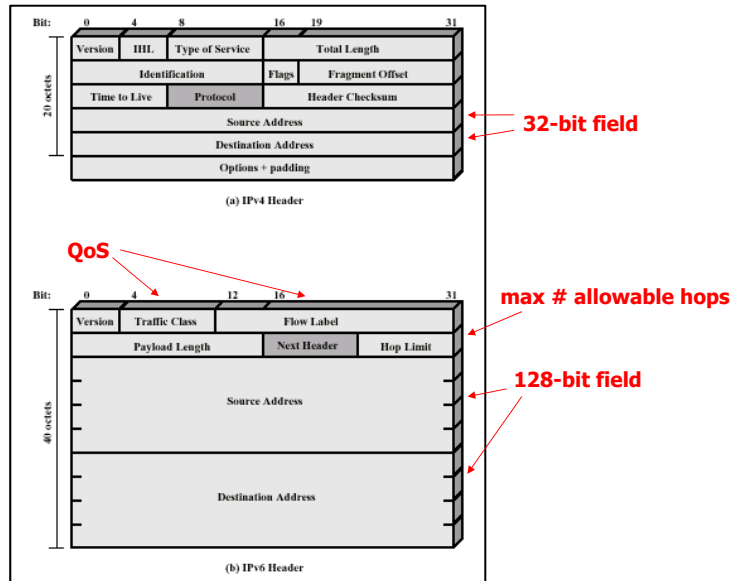 Bit: 0 4 8 16 19 31
Version IHL Type of Service Total Length
Identification Flags Fragment Offset
Time to Live Protocol Header Checksum
20 octets
Source Address
32-bit field
Destination Address
Options + padding
(a) IPv4 Header
QoS
Bit: 0 4 12 16 31
max # allowable hops
Version Traffic Class Flow Label
Payload Length Next Header Hop Limit
128-bit field
Source Address
40 octets
Destination Address
(b) IPv6 Header